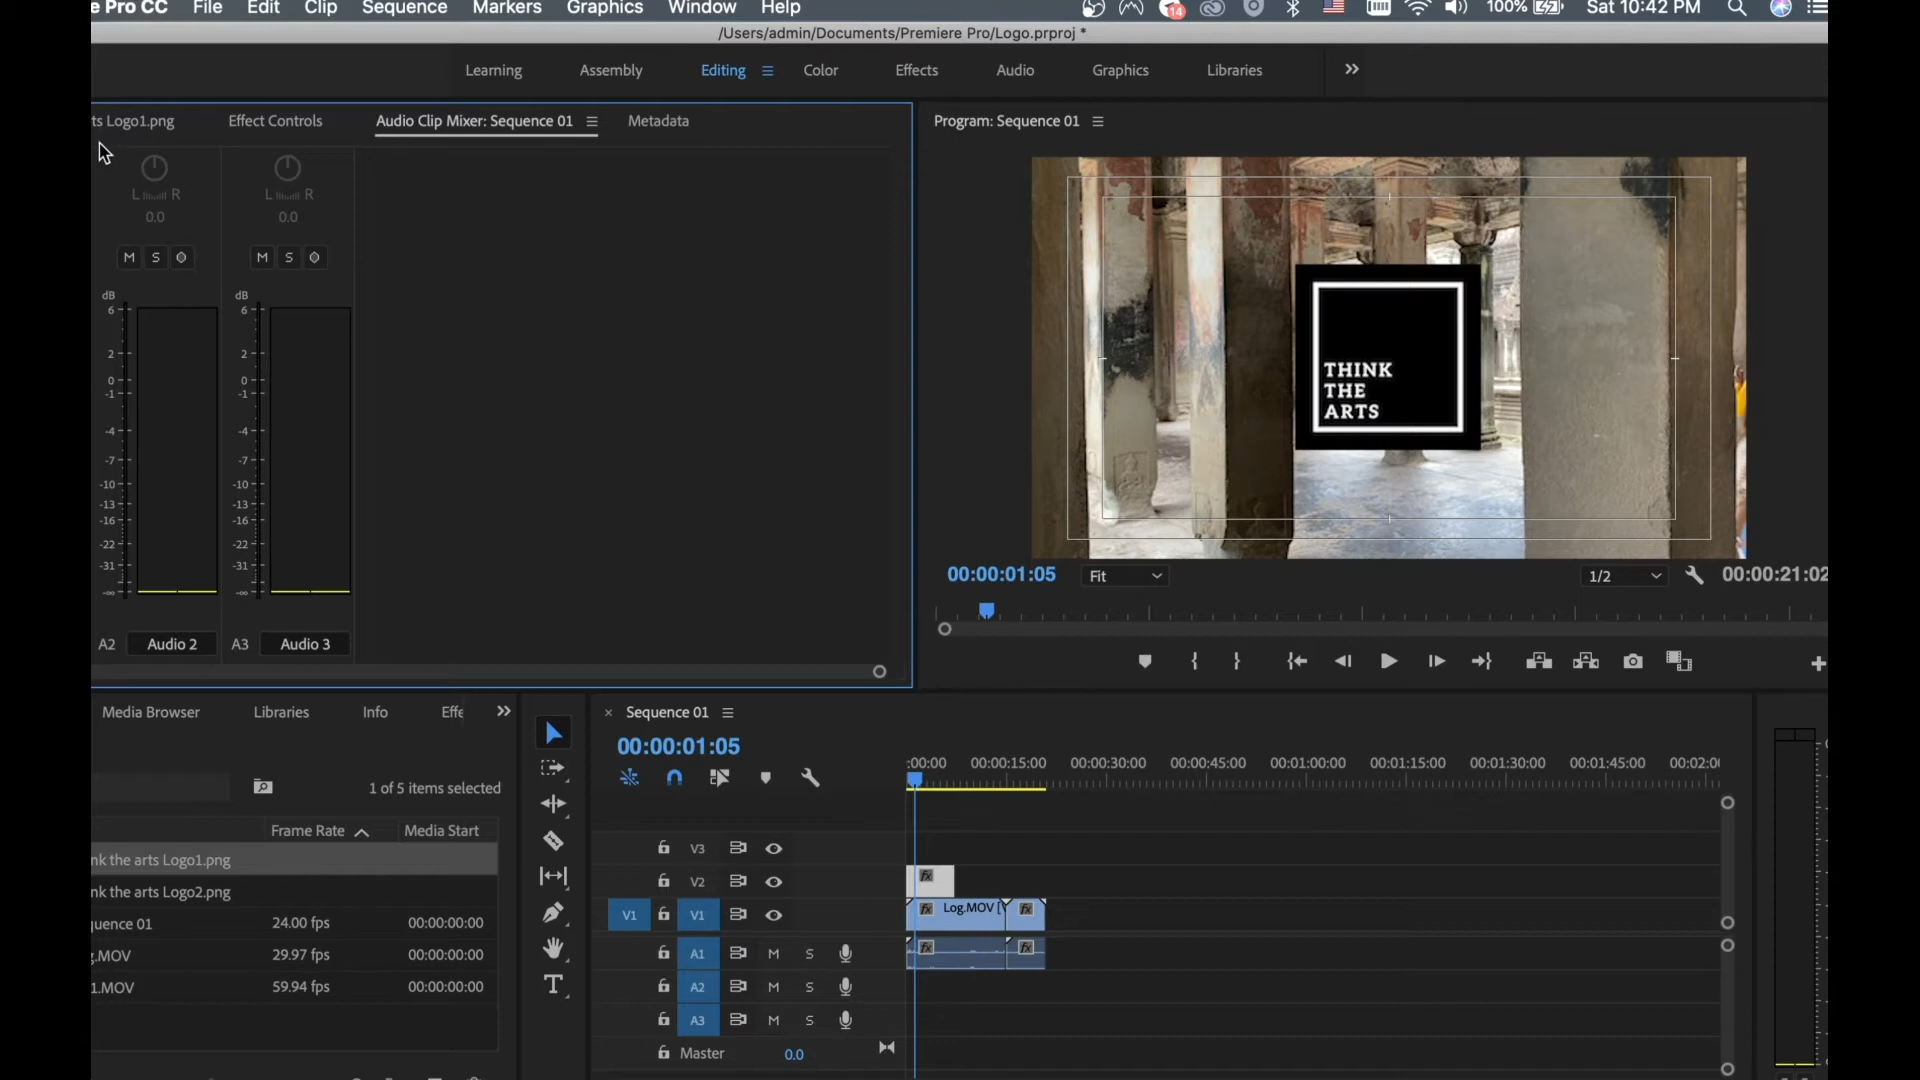 e Pro CC File Edit Clip Sequence Markers Graphics Window Help 14 100% Sat 10:42 PM
/Users/admin/Documents/Premiere Pro/Logo.prproj *
Learning Assembly Editing Color Effects Audio Graphics Libraries
ts Logo1.png Effect Controls Audio Clip Mixer: Sequence 01 Metadata
Program: Sequence 01
L R L R
0.0 0.0
M S M S
dB dB
6 6
2 2
0 0
-1 -1
-4 -4
-7 -7
-10 -10
-13 -13
-16 -16
-22 -22
-31 -31
-∞ -∞
A2 Audio 2 A3 Audio 3
THINK
THE
ARTS
00:00:01:05 Fit 1/2 00:00:21:02
Media Browser Libraries Info Effe
1 of 5 items selected
Frame Rate Media Start
nk the arts Logo1.png
nk the arts Logo2.png
quence 01 24.00 fps 00:00:00:00
g.MOV 29.97 fps 00:00:00:00
1.MOV 59.94 fps 00:00:00:00
× Sequence 01
00:00:01:05
:00:00 00:00:15:00 00:00:30:00 00:00:45:00 00:01:00:00 00:01:15:00 00:01:30:00 00:01:45:00 00:02:0
V3
V2 fx
V1 V1 fx Log.MOV [V fx
A1 M S fx fx
A2 M S
A3 M S
Master 0.0